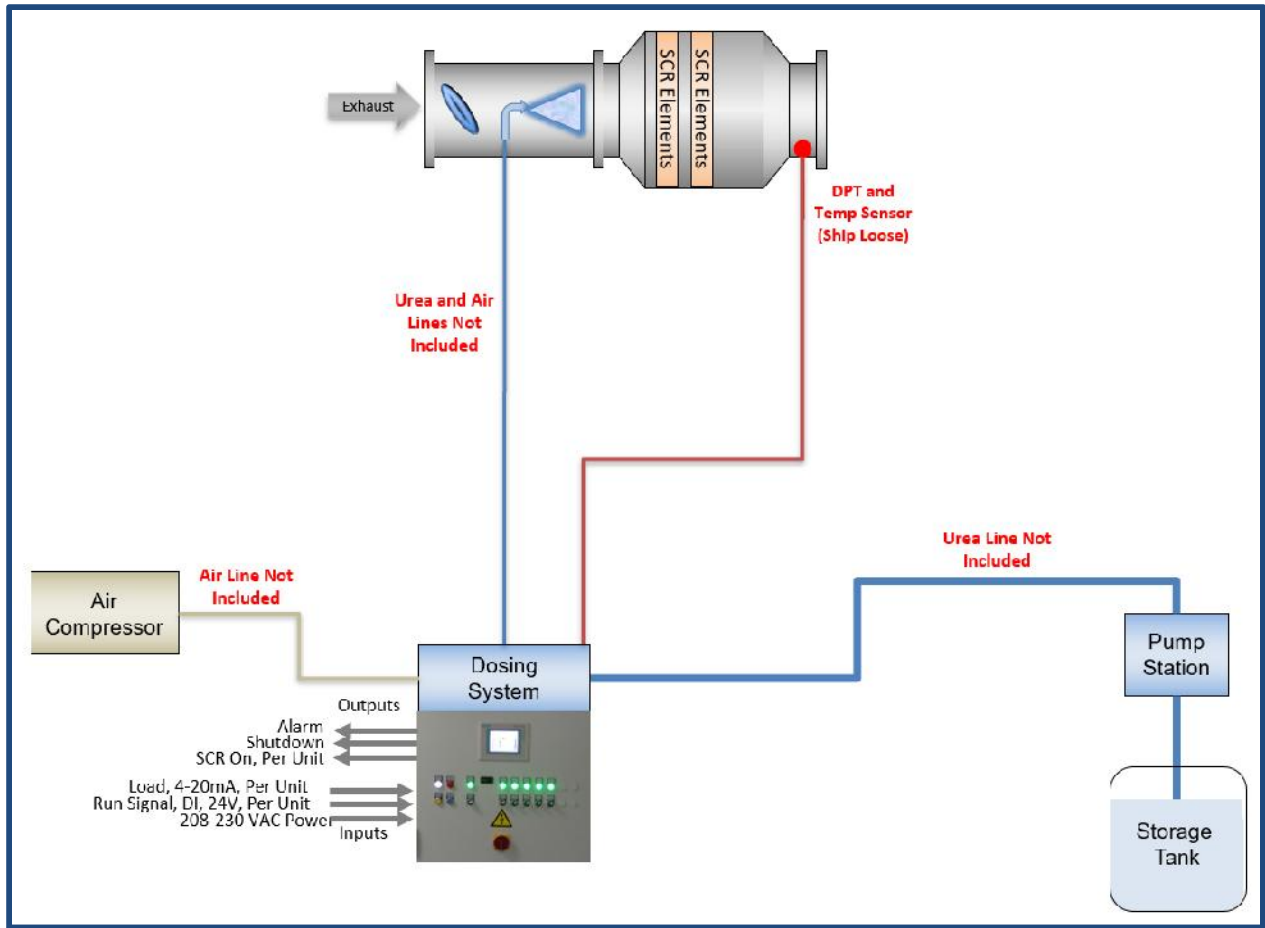 Exhaust
SCR Elements
SCR Elements
DPT and
Temp Sensor
(Ship Loose)
Urea and Air
Lines Not
Included
Urea Line Not
Included
Air Line Not
Included
Air
Compressor
Dosing
System
Pump
Station
Storage
Tank
Outputs
Alarm
Shutdown
SCR On, Per Unit
Load, 4-20mA, Per Unit
Run Signal, DI, 24V, Per Unit
208-230 VAC Power
Inputs